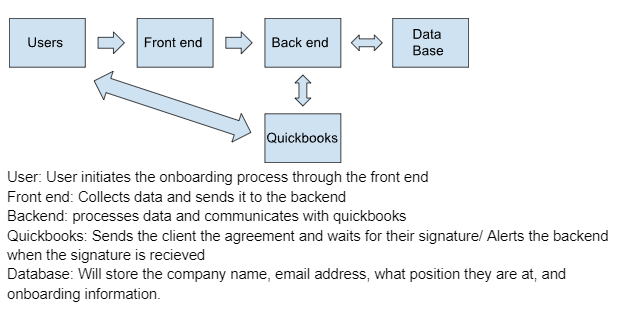 Users
Front end
Back end
Data
Base
Quickbooks
User: User initiates the onboarding process through the front end
Front end: Collects data and sends it to the backend
Backend: processes data and communicates with quickbooks
Quickbooks: Sends the client the agreement and waits for their signature/ Alerts the backend
when the signature is recieved
Database: Will store the company name, email address, what position they are at, and
onboarding information.